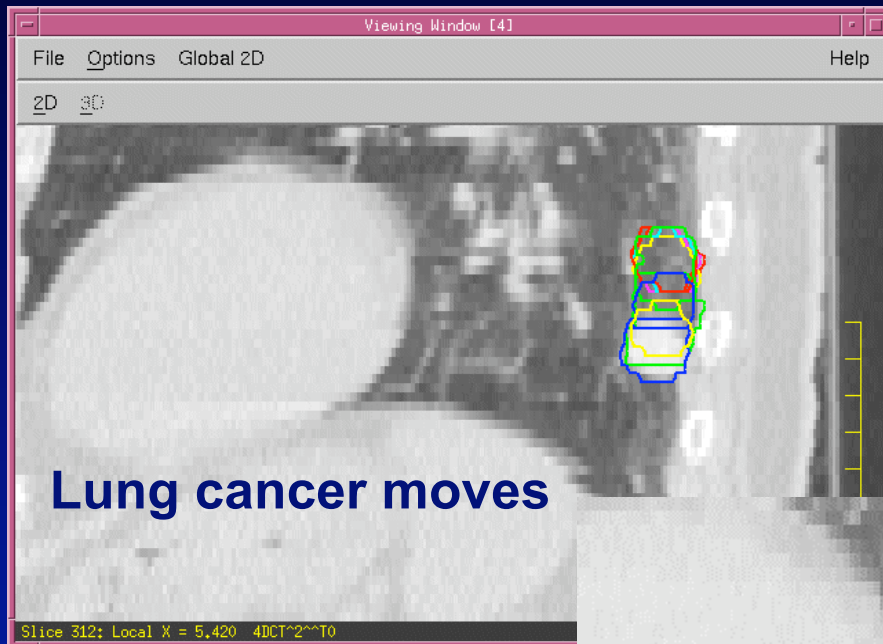 Viewing Window [4]
File Options Global 2D Help
2D 3D
Lung cancer moves
Slice 312: Local X = 5.420 4DCT^2^^T0